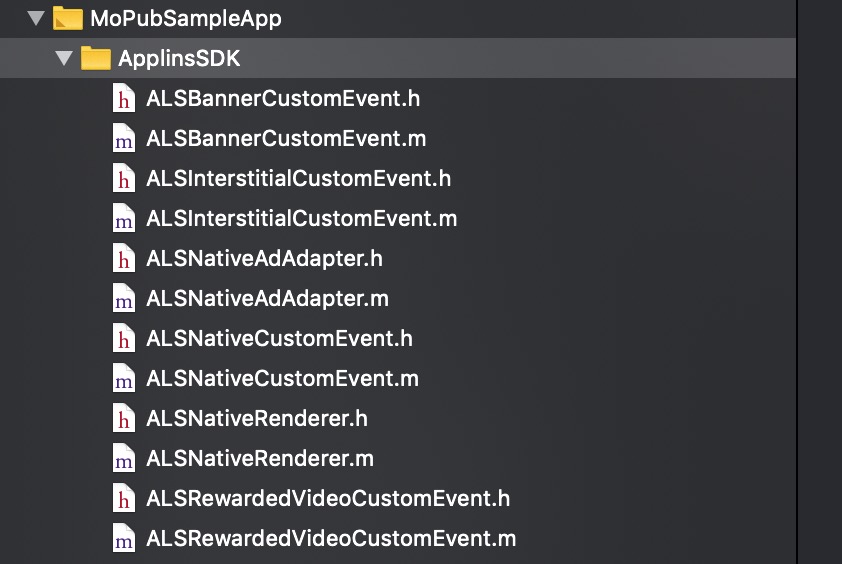 MoPubSampleApp
ApplinsSDK
h ALSBannerCustomEvent.h
m ALSBannerCustomEvent.m
h ALSInterstitialCustomEvent.h
m ALSInterstitialCustomEvent.m
h ALSNativeAdAdapter.h
m ALSNativeAdAdapter.m
h ALSNativeCustomEvent.h
m ALSNativeCustomEvent.m
h ALSNativeRenderer.h
m ALSNativeRenderer.m
h ALSRewardedVideoCustomEvent.h
m ALSRewardedVideoCustomEvent.m